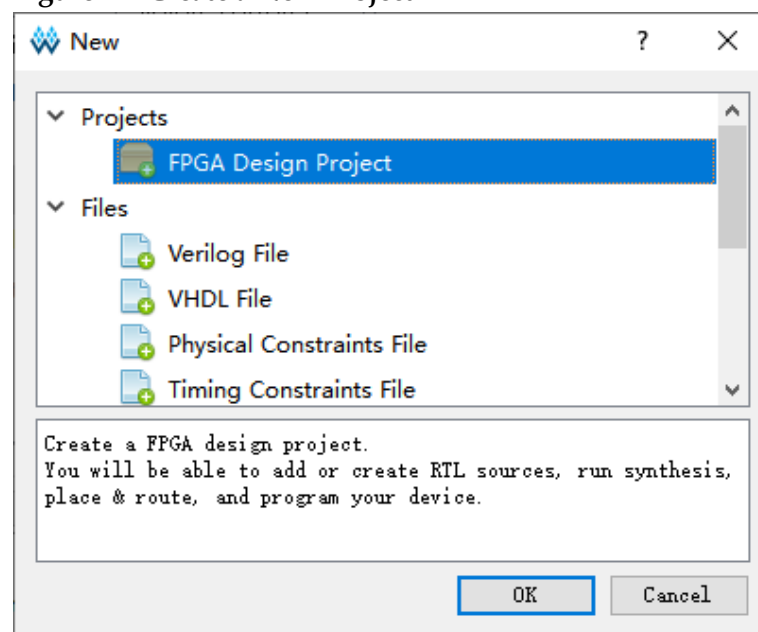 New ?
Projects
FPGA Design Project
Files
Verilog File
VHDL File
Physical Constraints File
Timing Constraints File
Create a FPGA design project.
You will be able to add or create RTL sources, run synthesis,
place & route, and program your device.
OK Cancel